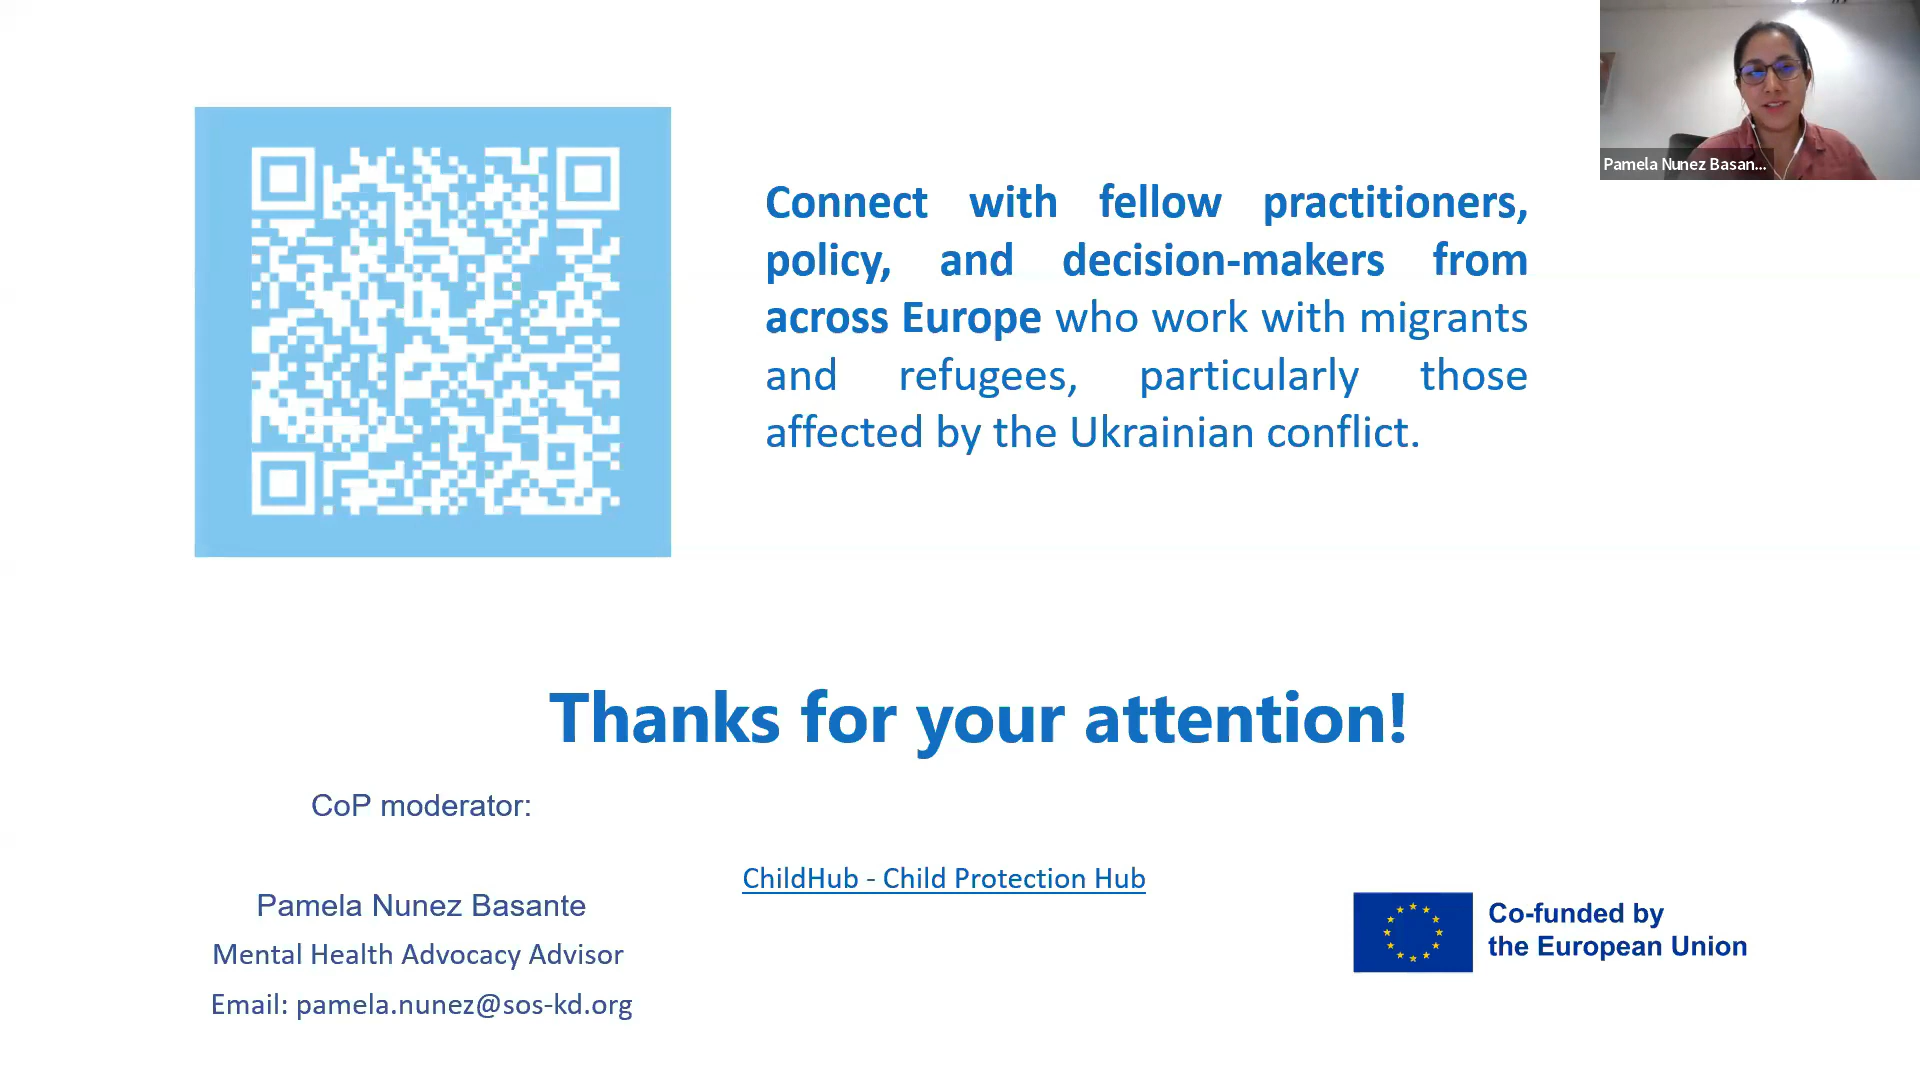 Pamela Nunez Basan...
Connect with fellow practitioners,
policy, and decision-makers from
across Europe who work with migrants
and refugees, particularly those
affected by the Ukrainian conflict.
Thanks for your attention!
CoP moderator:
Pamela Nunez Basante
Mental Health Advocacy Advisor
Email: pamela.nunez@sos-kd.org
ChildHub - Child Protection Hub
Co-funded by
the European Union